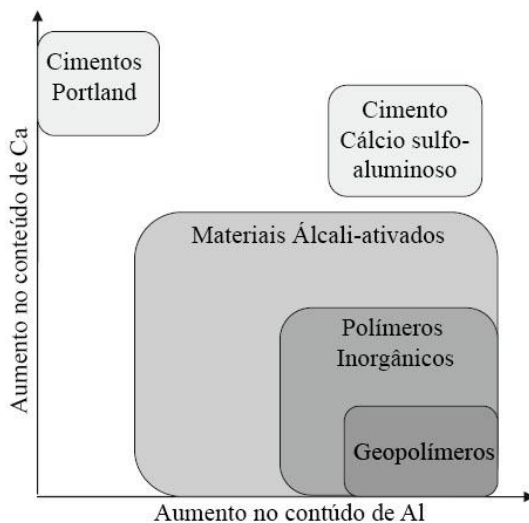 Cimentos
Portland
Cimento
Cálcio sulfo-
aluminoso
Materiais Álcali-ativados
Polímeros
Inorgânicos
Geopolímeros
Aumento no conteúdo de Ca
Aumento no contúdo de Al